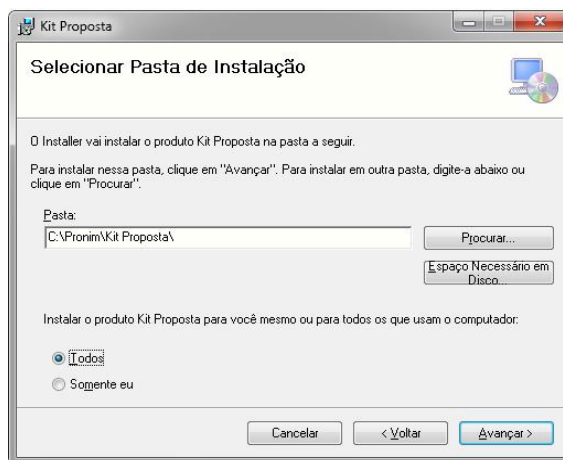 Kit Proposta
Selecionar Pasta de Instalação
O Installer vai instalar o produto Kit Proposta na pasta a seguir.
Para instalar nessa pasta, clique em "Avançar". Para instalar em outra pasta, digite-a abaixo ou
clique em "Procurar".
Pasta:
C:\Pronim\Kit Proposta\
Procurar...
Espaço Necessário em
Disco...
Instalar o produto Kit Proposta para você mesmo ou para todos os que usam o computador:
Todos
Somente eu
Cancelar
< Voltar
Avançar >